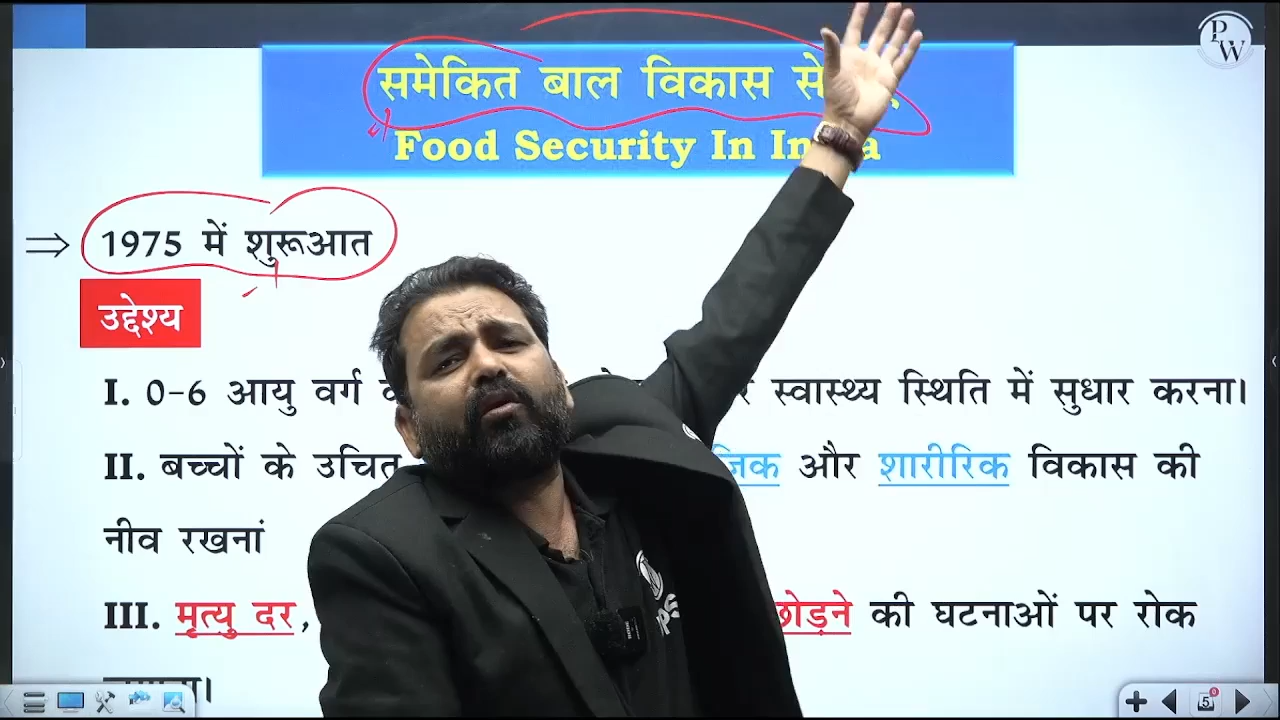 PW
समेकित बाल विकास
Food Security In
⇒ 1975 में शुरूआत
उद्देश्य
I. 0-6 आयु वर्ग स्वास्थ्य स्थिति में सुधार करना।
II. बच्चों के उचित और शारीरिक विकास की
नीव रखनां
III. मृत्यु दर, छोड़ने की घटनाओं पर रोक